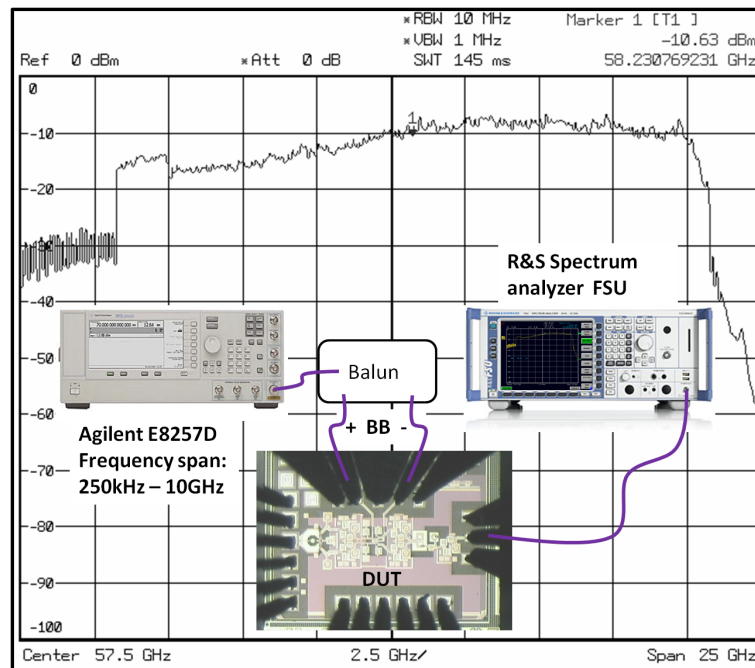 *RBW 10 MHz Marker 1 [T1 ]
*VBW 1 MHz -10.63 dBm
Ref 0 dBm *Att 0 dB SWT 145 ms 58.230769231 GHz
0
1
-10
-20
-30
R&S Spectrum
analyzer FSU
-40
-50
Balun
-60
+ BB -
Agilent E8257D
Frequency span:
250kHz – 10GHz
-70
-80
DUT
-90
-100
Center 57.5 GHz 2.5 GHz/ Span 25 GHz